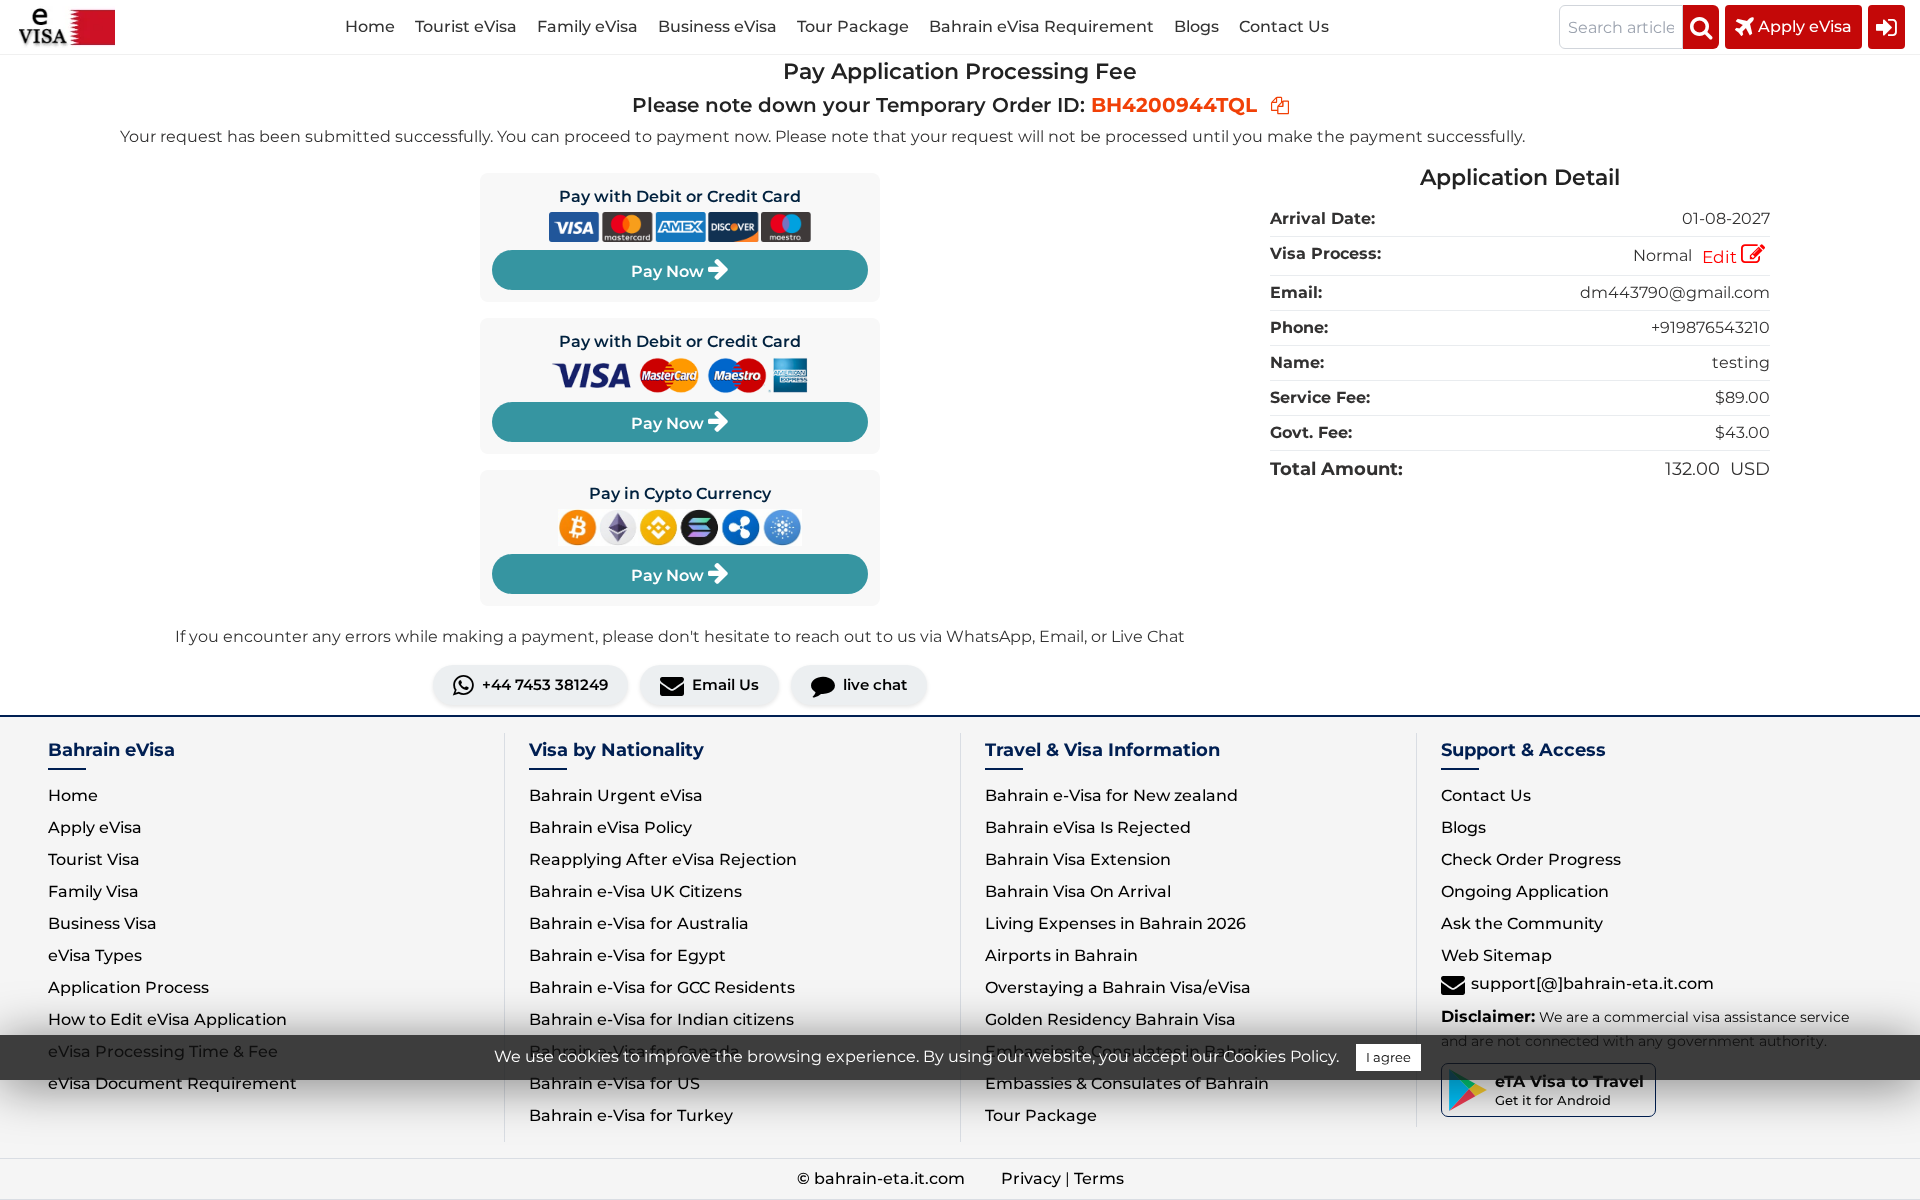 e
VISA
Home
Tourist eVisa
Family eVisa
Business eVisa
Tour Package
Bahrain eVisa Requirement
Blogs
Contact Us
Search article
Apply eVisa
Pay Application Processing Fee
Please note down your Temporary Order ID: BH4200944TQL
Your request has been submitted successfully. You can proceed to payment now. Please note that your request will not be processed until you make the payment successfully.
Pay with Debit or Credit Card
VISA mastercard AMEX DISCOVER maestro
Pay Now
Pay with Debit or Credit Card
VISA MasterCard Maestro AMERICAN EXPRESS
Pay Now
Pay in Cypto Currency
Pay Now
If you encounter any errors while making a payment, please don't hesitate to reach out to us via WhatsApp, Email, or Live Chat
+44 7453 381249
Email Us
live chat
Application Detail
Arrival Date: 01-08-2027
Visa Process: Normal Edit
Email: dm443790@gmail.com
Phone: +919876543210
Name: testing
Service Fee: $89.00
Govt. Fee: $43.00
Total Amount: 132.00 USD
Bahrain eVisa
Home
Apply eVisa
Tourist Visa
Family Visa
Business Visa
eVisa Types
Application Process
How to Edit eVisa Application
eVisa Processing Time & Fee
eVisa Document Requirement
Visa by Nationality
Bahrain Urgent eVisa
Bahrain eVisa Policy
Reapplying After eVisa Rejection
Bahrain e-Visa UK Citizens
Bahrain e-Visa for Australia
Bahrain e-Visa for Egypt
Bahrain e-Visa for GCC Residents
Bahrain e-Visa for Indian citizens
Bahrain e-Visa for Canada
Bahrain e-Visa for US
Bahrain e-Visa for Turkey
Travel & Visa Information
Bahrain e-Visa for New zealand
Bahrain eVisa Is Rejected
Bahrain Visa Extension
Bahrain Visa On Arrival
Living Expenses in Bahrain 2026
Airports in Bahrain
Overstaying a Bahrain Visa/eVisa
Golden Residency Bahrain Visa
Embassies & Consulates in Bahrain
Embassies & Consulates of Bahrain
Tour Package
Support & Access
Contact Us
Blogs
Check Order Progress
Ongoing Application
Ask the Community
Web Sitemap
support[@]bahrain-eta.it.com
Disclaimer: We are a commercial visa assistance service
and are not connected with any government authority.
eTA Visa to Travel
Get it for Android
We use cookies to improve the browsing experience. By using our website, you accept our Cookies Policy.
I agree
© bahrain-eta.it.com
Privacy | Terms